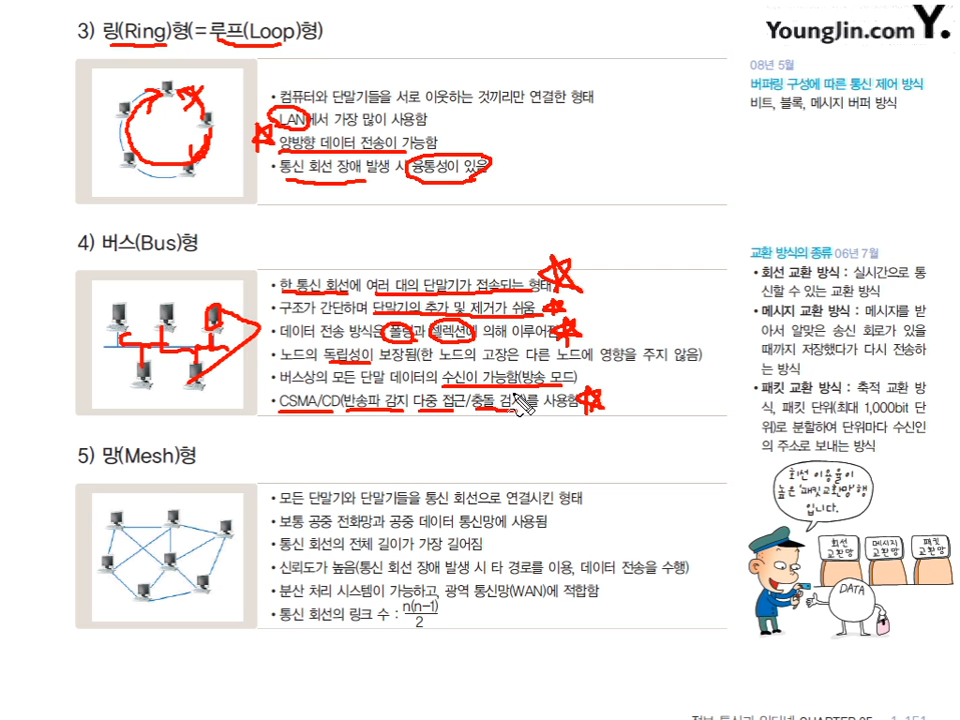 3) 링(Ring)형(=루프(Loop)형)
• 컴퓨터와 단말기들을 서로 이웃하는 것끼리만 연결한 형태
• LAN에서 가장 많이 사용함
• 양방향 데이터 전송이 가능함
• 통신 회선 장애 발생 시 융통성이 있음
4) 버스(Bus)형
• 한 통신 회선에 여러 대의 단말기가 접속되는 형태
• 구조가 간단하며 단말기의 추가 및 제거가 쉬움
• 데이터 전송 방식은 폴링과 셀렉션에 의해 이루어짐
• 노드의 독립성이 보장됨(한 노드의 고장은 다른 노드에 영향을 주지 않음)
• 버스상의 모든 단말 데이터의 수신이 가능함(방송 모드)
• CSMA/CD(반송파 감지 다중 접근/충돌 검사)를 사용함
5) 망(Mesh)형
• 모든 단말기와 단말기들을 통신 회선으로 연결시킨 형태
• 보통 공중 전화망과 공중 데이터 통신망에 사용됨
• 통신 회선의 전체 길이가 가장 길어짐
• 신뢰도가 높음(통신 회선 장애 발생 시 타 경로를 이용, 데이터 전송을 수행)
• 분산 처리 시스템이 가능하고, 광역 통신망(WAN)에 적합함
• 통신 회선의 링크 수 : n(n-1)
2
YoungJin.com Y.
08년 5월
버퍼링 구성에 따른 통신 제어 방식
비트, 블록, 메시지 버퍼 방식
교환 방식의 종류 06년 7월
• 회선 교환 방식 : 실시간으로 통
신할 수 있는 교환 방식
• 메시지 교환 방식 : 메시지를 받
아서 알맞은 송신 회로가 있을
때까지 저장했다가 다시 전송하
는 방식
• 패킷 교환 방식 : 축적 교환 방
식, 패킷 단위(최대 1,000bit 단
위)로 분할하여 단위마다 수신인
의 주소로 보내는 방식
회선 이용율이
높은 '패킷교환망'행
입니다.
회선
교환망
메시지
교환망
패킷
교환망
DATA